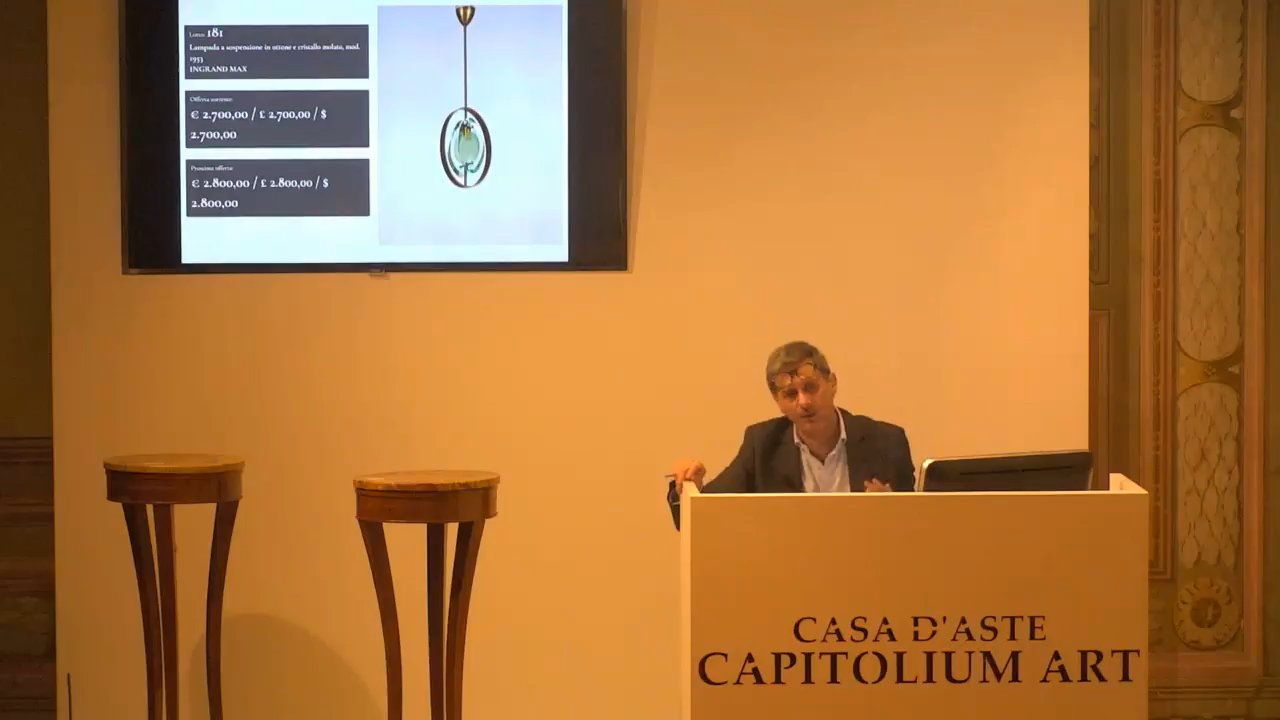 Lotto: 181
Lampada a sospensione in ottone e cristallo molato, mod.
1953
INGRAND MAX
Offerta corrente:
€ 2.700,00 / £ 2.700,00 / $
2.700,00
Prossima offerta:
€ 2.800,00 / £ 2.800,00 / $
2.800,00
CASA D'ASTE
CAPITOLIUM ART